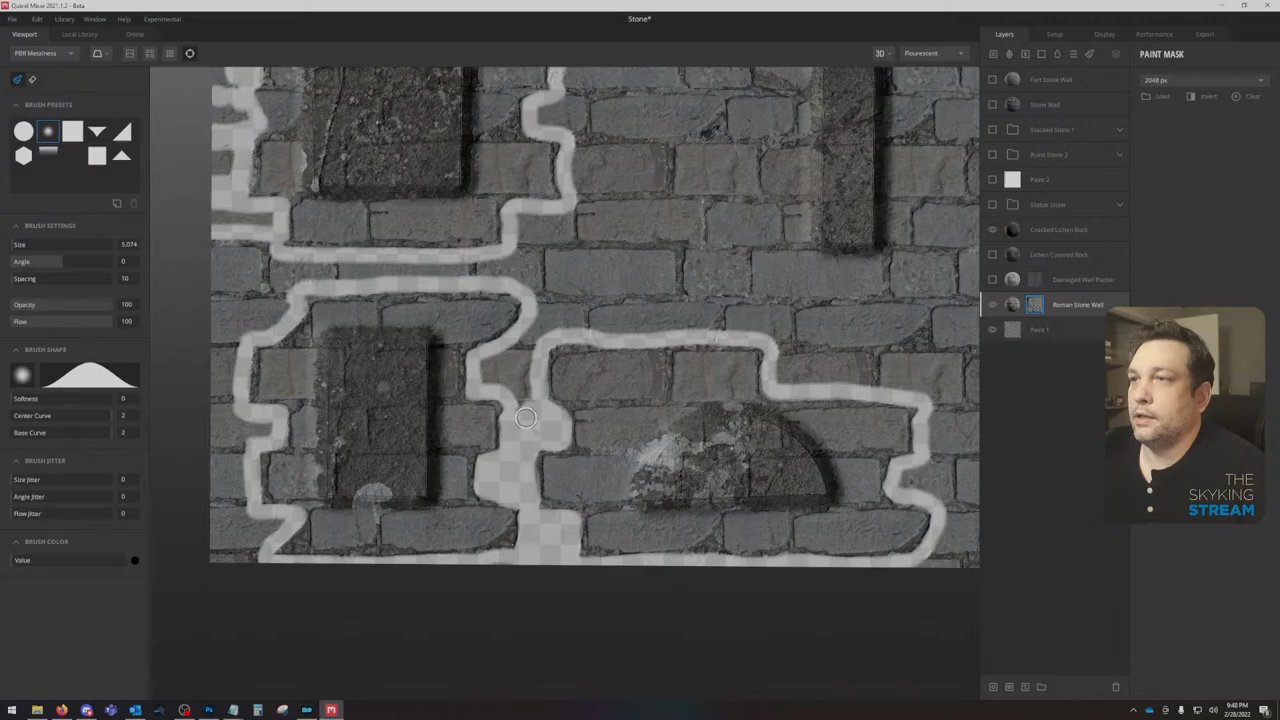 Quixel Mixer 2021.1.2 - Beta
File Edit Library Window Help Experimental
Stone*
Viewport Local Library Online
Layers Setup Display Performance Export
PBR Metalness
3D Flourescent
PAINT MASK
2048 px
Load Invert Clear
BRUSH PRESETS
BRUSH SETTINGS
Size 5.074
Angle 0
Spacing 10
Opacity 100
Flow 100
BRUSH SHAPE
Softness 0
Center Curve 2
Base Curve 2
BRUSH JITTER
Size Jitter 0
Angle Jitter 0
Flow Jitter 0
BRUSH COLOR
Value
Fort Stone Wall
Stone Wall
Stacked Stone 1
Ruins Stone 2
Paint 2
Statue Stone
Cracked Lichen Rock
Lichen Covered Rock
Damaged Wall Plaster
Roman Stone Wall
Paint 1
THE
SKYKING
STREAM
9:48 PM
2/28/2022